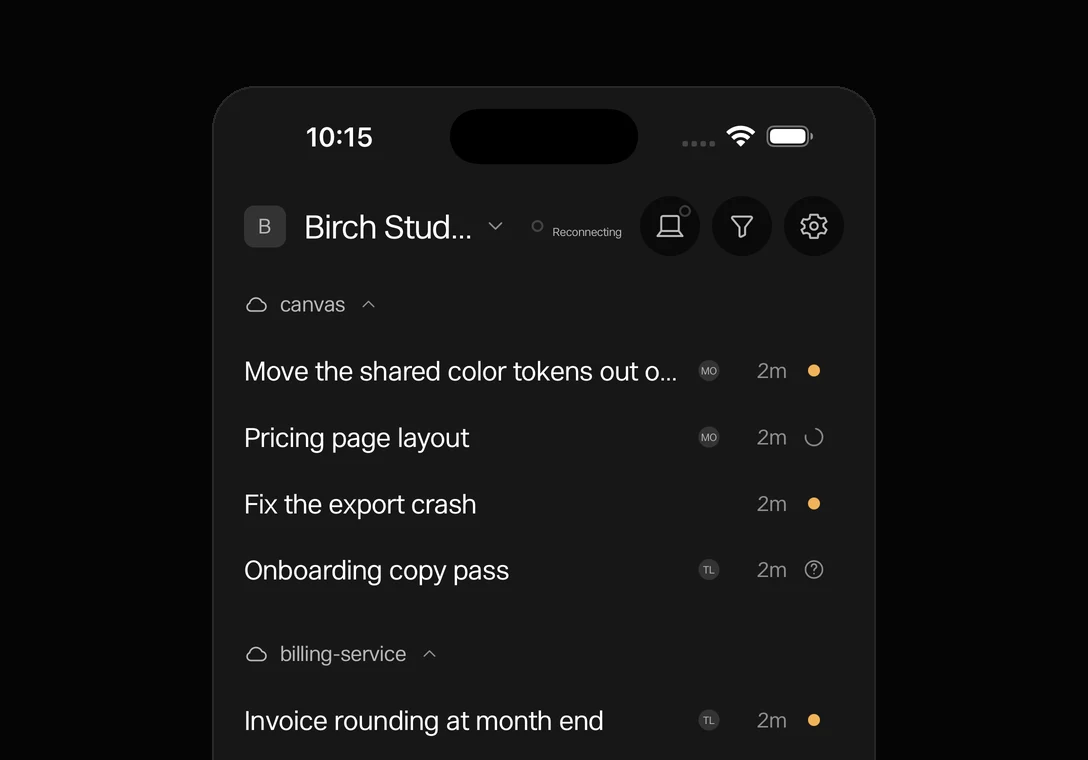 10:15
B Birch Stud... Reconnecting
canvas
Move the shared color tokens out o... MO 2m
Pricing page layout MO 2m
Fix the export crash 2m
Onboarding copy pass TL 2m ?
billing-service
Invoice rounding at month end TL 2m